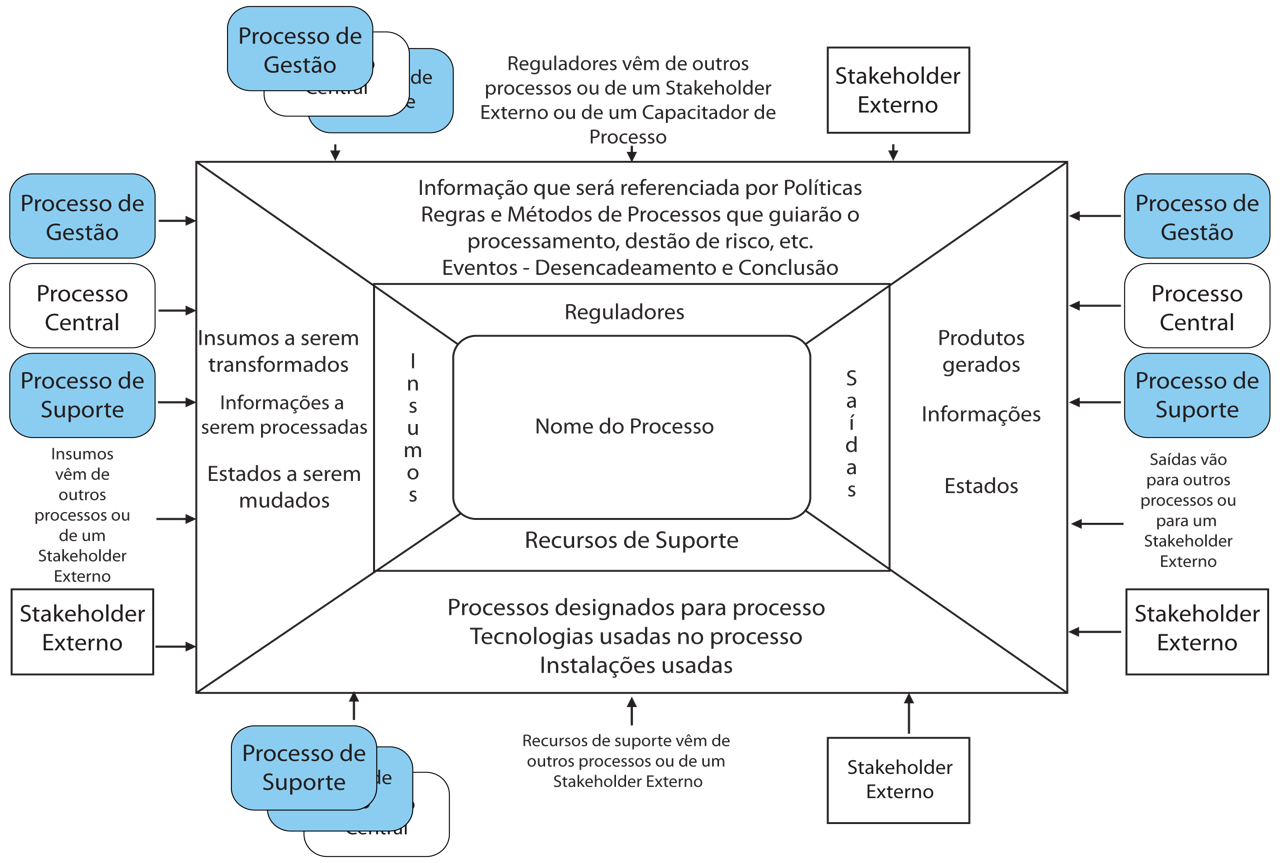 Processo de
Gestão
Central
de
e
Reguladores vêm de outros
processos ou de um Stakeholder
Externo ou de um Capacitador de
Processo
Stakeholder
Externo
Processo de
Gestão
Processo
Central
Processo de
Suporte
Insumos
vêm de
outros
processos ou
de um
Stakeholder
Externo
Stakeholder
Externo
Informação que será referenciada por Políticas
Regras e Métodos de Processos que guiarão o
processamento, destão de risco, etc.
Eventos - Desencadeamento e Conclusão
Insumos a serem
transformados
Informações a
serem processadas
Estados a serem
mudados
Reguladores
Insumos
Nome do Processo
Saídas
Recursos de Suporte
Produtos
gerados
Informações
Estados
Processos designados para processo
Tecnologias usadas no processo
Instalações usadas
Processo de
Gestão
Processo
Central
Processo de
Suporte
Saídas vão
para outros
processos ou
para um
Stakeholder
Externo
Stakeholder
Externo
Processo de
Suporte
de
Central
Recursos de suporte vêm de
outros processos ou de um
Stakeholder Externo
Stakeholder
Externo